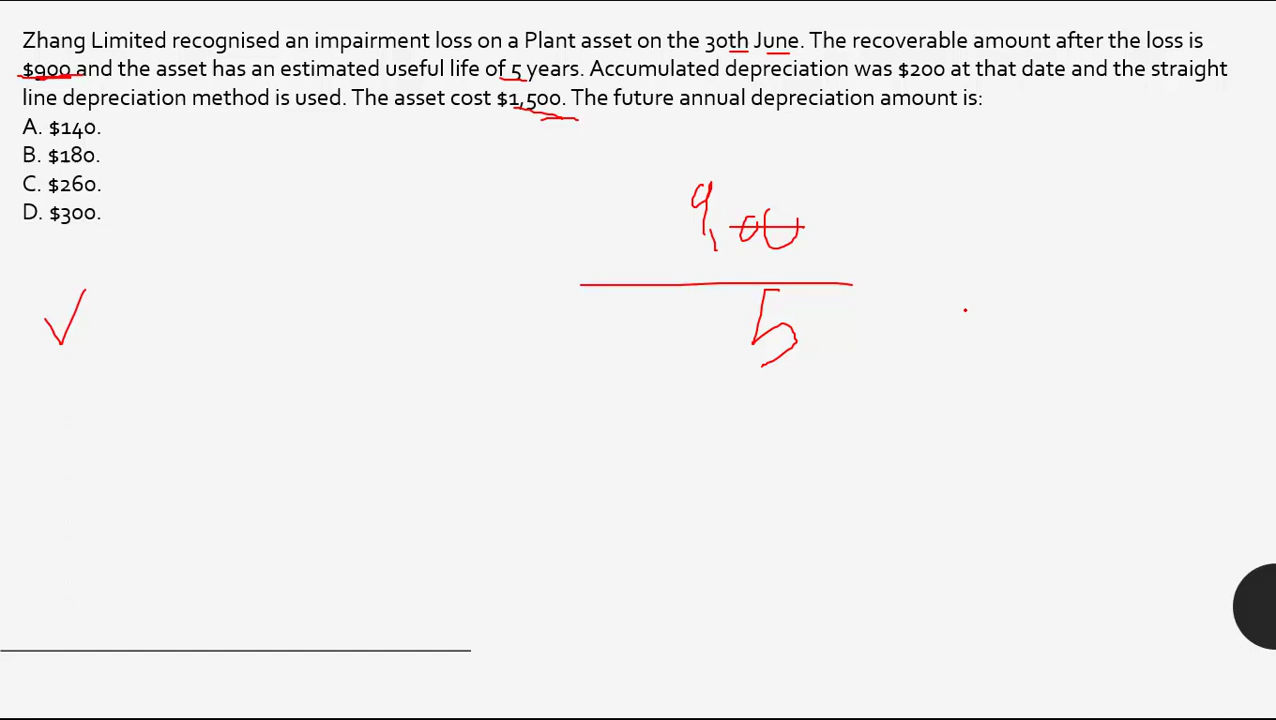 Zhang Limited recognised an impairment loss on a Plant asset on the 30th June. The recoverable amount after the loss is
$900 and the asset has an estimated useful life of 5 years. Accumulated depreciation was $200 at that date and the straight
line depreciation method is used. The asset cost $1,500. The future annual depreciation amount is:
A. $140.
B. $180.
C. $260.
D. $300.
9,00
5